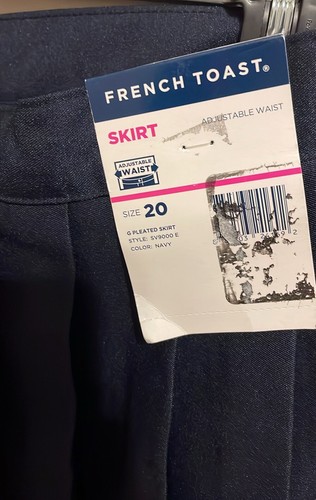 FRENCH TOAST®
SKIRT
ADJUSTABLE WAIST
ADJUSTABLE
WAIST
SIZE 20
G PLEATED SKIRT
STYLE: SV9000 E
COLOR: NAVY